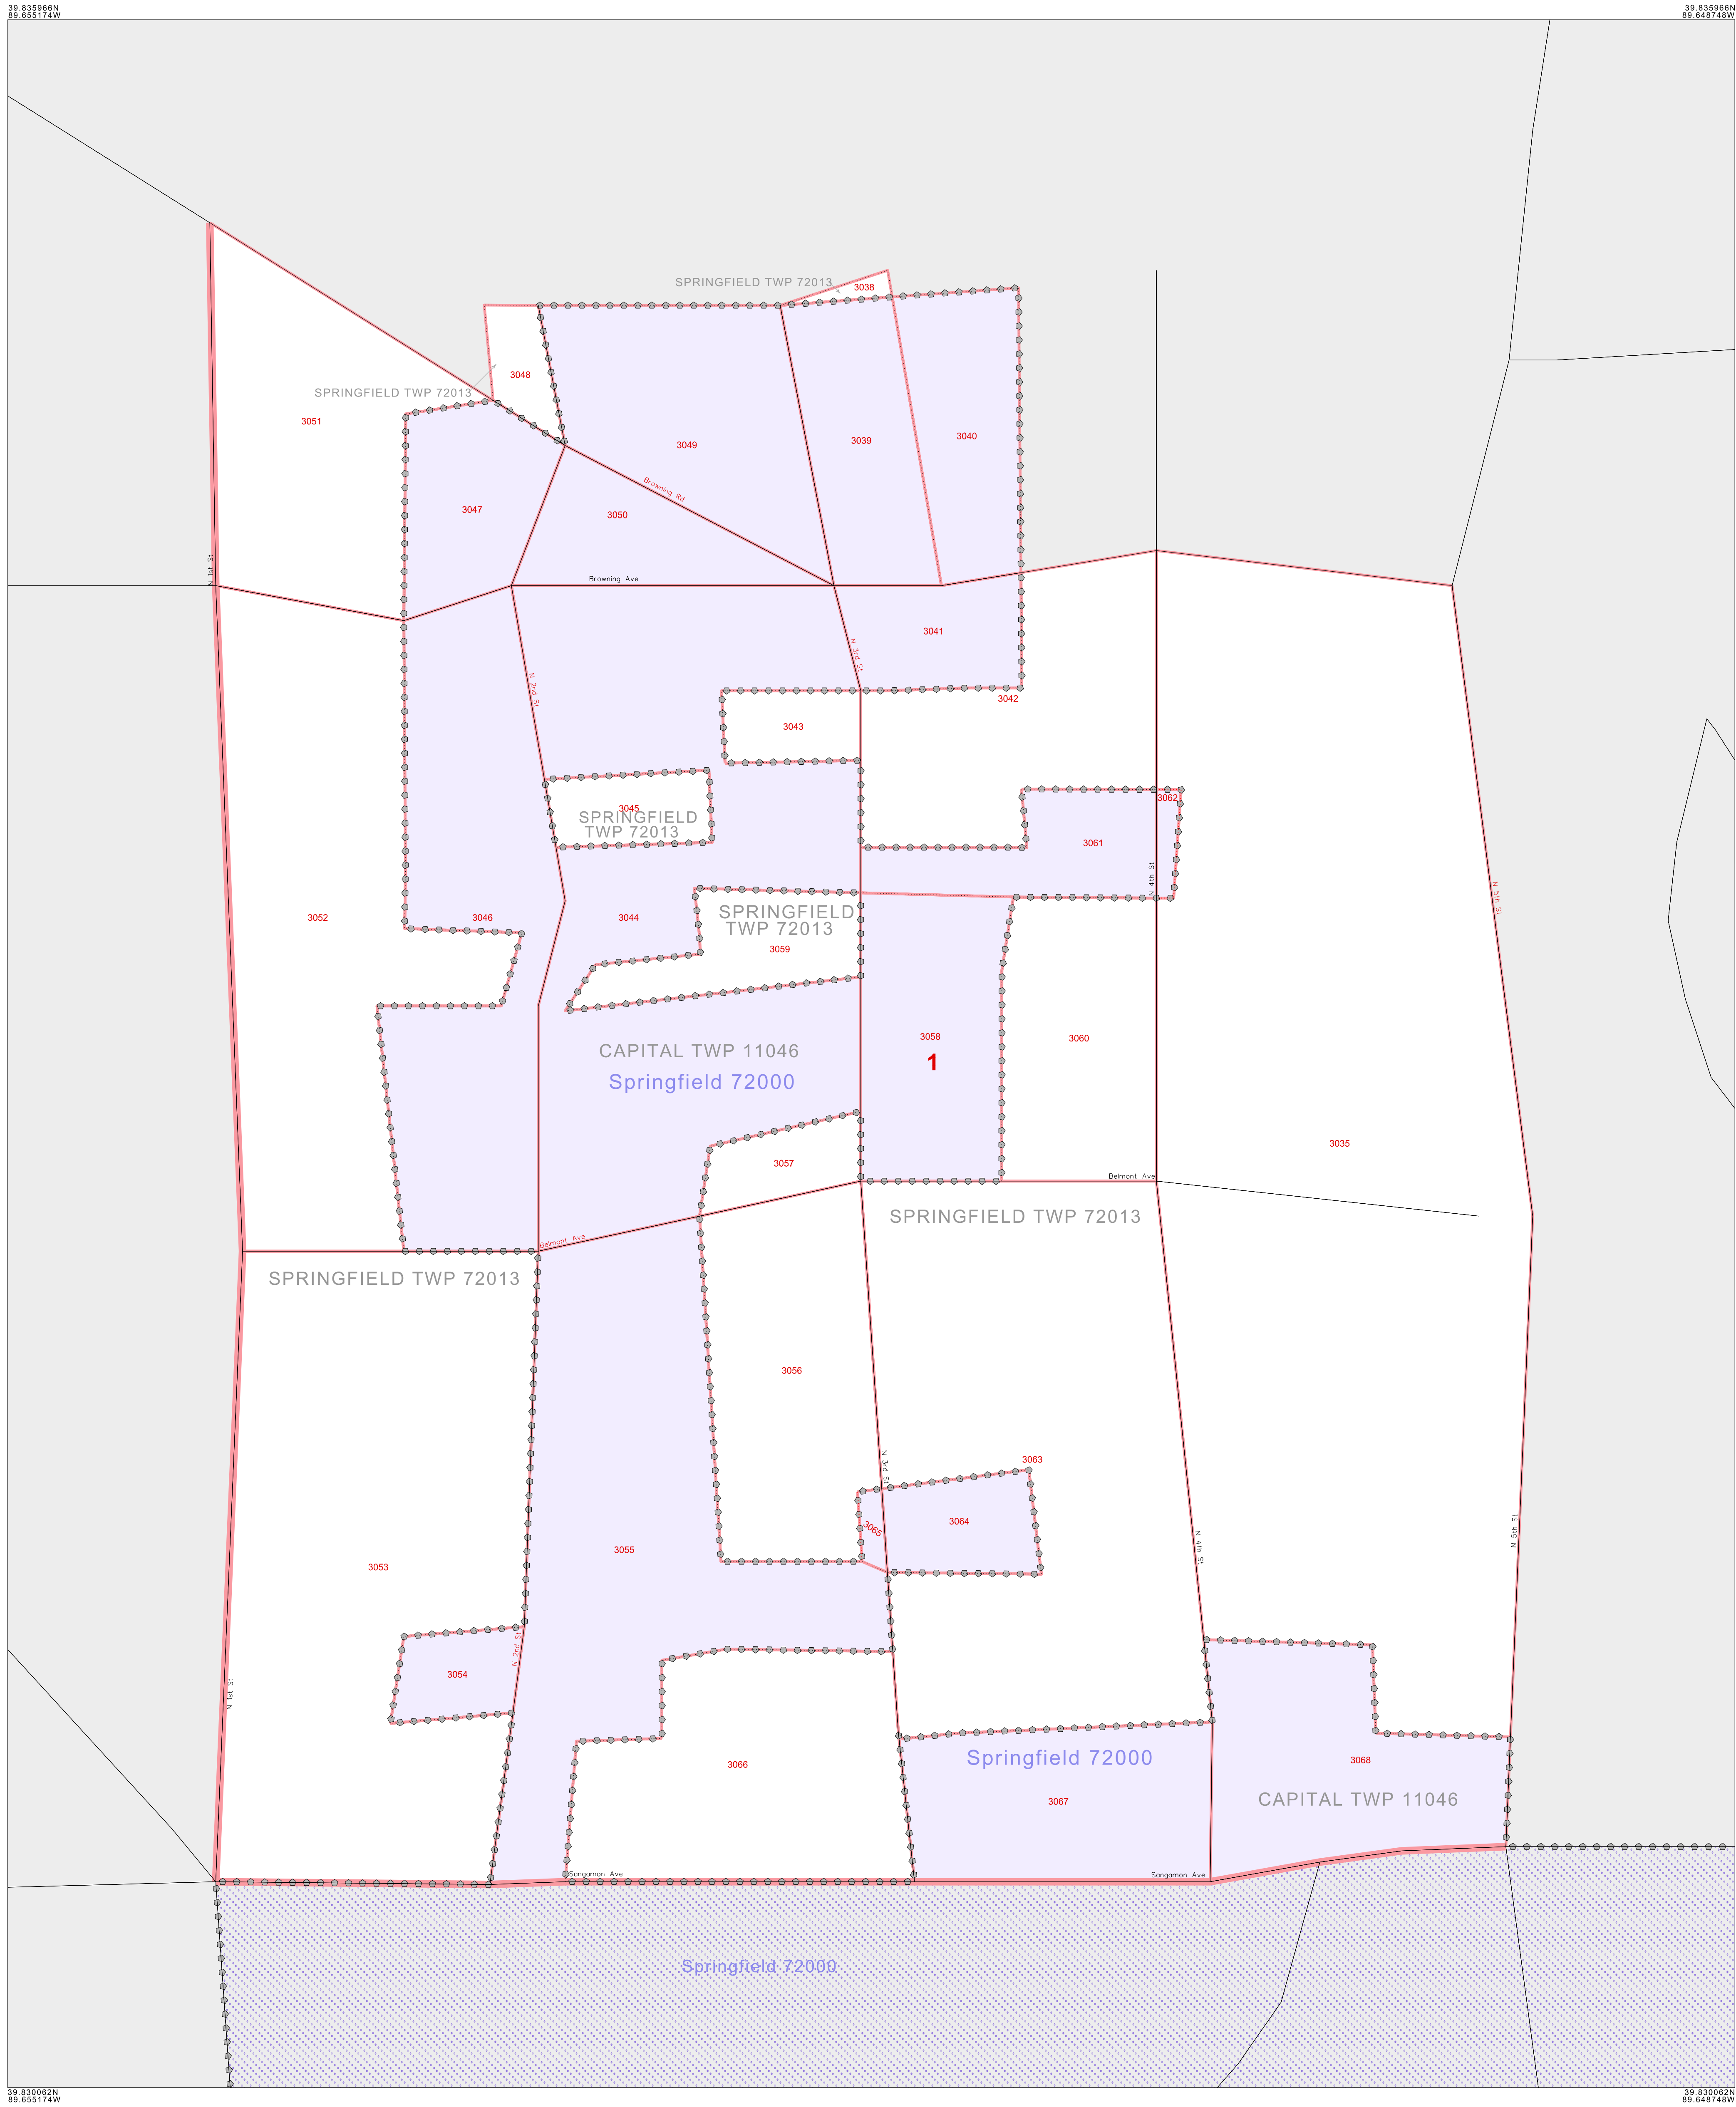 39.835966N
89.655174W
39.835966N
89.648748W
SPRINGFIELD TWP 72013
3038
3048
SPRINGFIELD TWP 72013
3051
3049
3039
3040
Browning Rd
3047
3050
N 1st St
Browning Ave
3041
N 3rd St
N 2nd St
3042
3043
3062
3045
SPRINGFIELD
TWP 72013
3061
N 4th St
N 5th St
3052
3046
3044
SPRINGFIELD
TWP 72013
3059
3058
1
3060
CAPITAL TWP 11046
Springfield 72000
3035
3057
Belmont Ave
SPRINGFIELD TWP 72013
Belmont Ave
SPRINGFIELD TWP 72013
3056
N 3rd St
3063
3065
3064
N 4th St
N 5th St
3055
3053
N 2nd St
3054
N 1st St
3066
Springfield 72000
3068
3067
CAPITAL TWP 11046
Sangamon Ave
Sangamon Ave
Springfield 72000
39.830062N
89.655174W
39.830062N
89.648748W